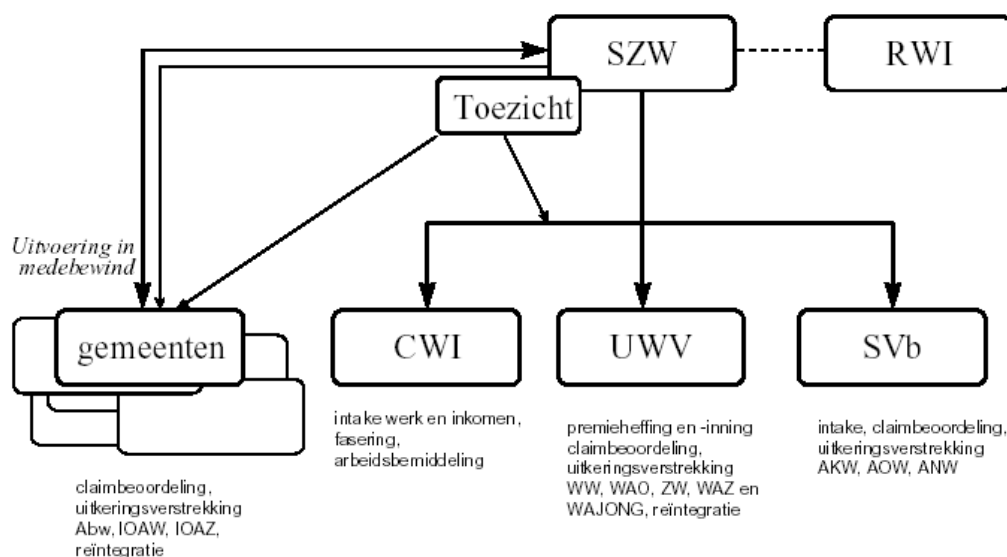 SZW
RWI
Toezicht
Uitvoering in
medebewind
gemeenten
CWI
UWV
SVb
intake werk en inkomen,
fasering,
arbeidsbemiddeling
premieheffing en -inning
claimbeoordeling,
uitkeringsverstrekking
WW, WAO, ZW, WAZ en
WAJONG, reïntegratie
intake, claimbeoordeling,
uitkeringsverstrekking
AKW, AOW, ANW
claimbeoordeling,
uitkeringsverstrekking
Abw, IOAW, IOAZ,
reïntegratie